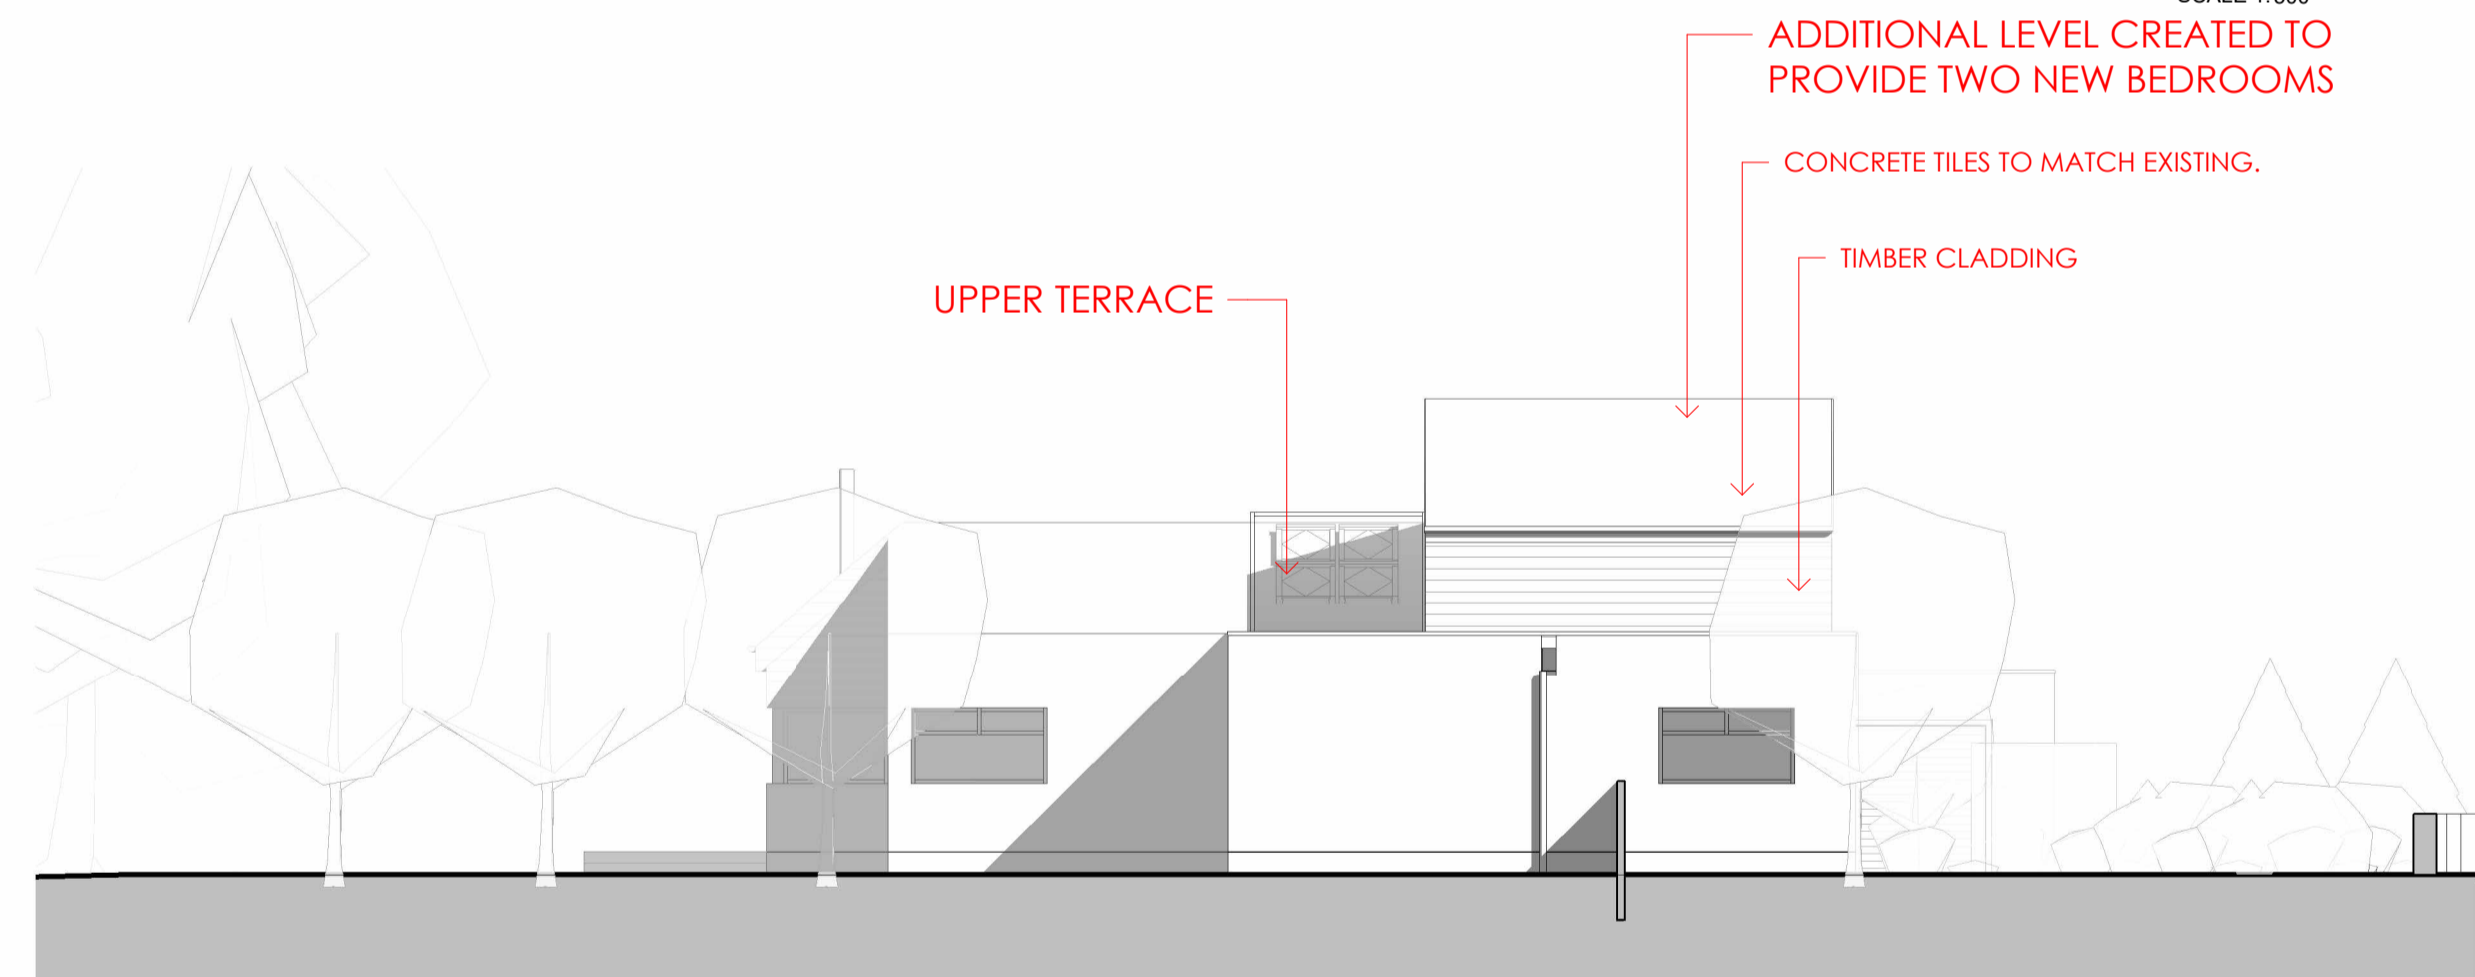 ADDITIONAL LEVEL CREATED TO
PROVIDE TWO NEW BEDROOMS
CONCRETE TILES TO MATCH EXISTING.
TIMBER CLADDING
UPPER TERRACE